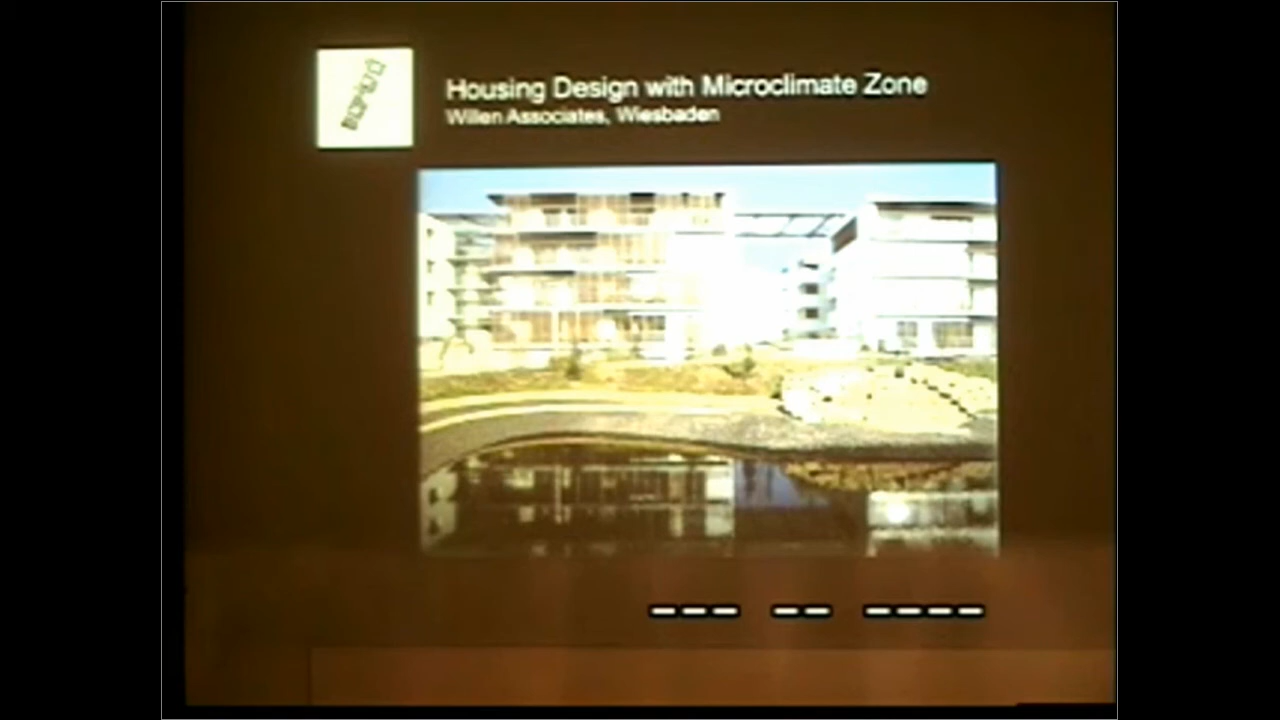 Housing Design with Microclimate Zone
Willen Associates, Wiesbaden
--- -- ----